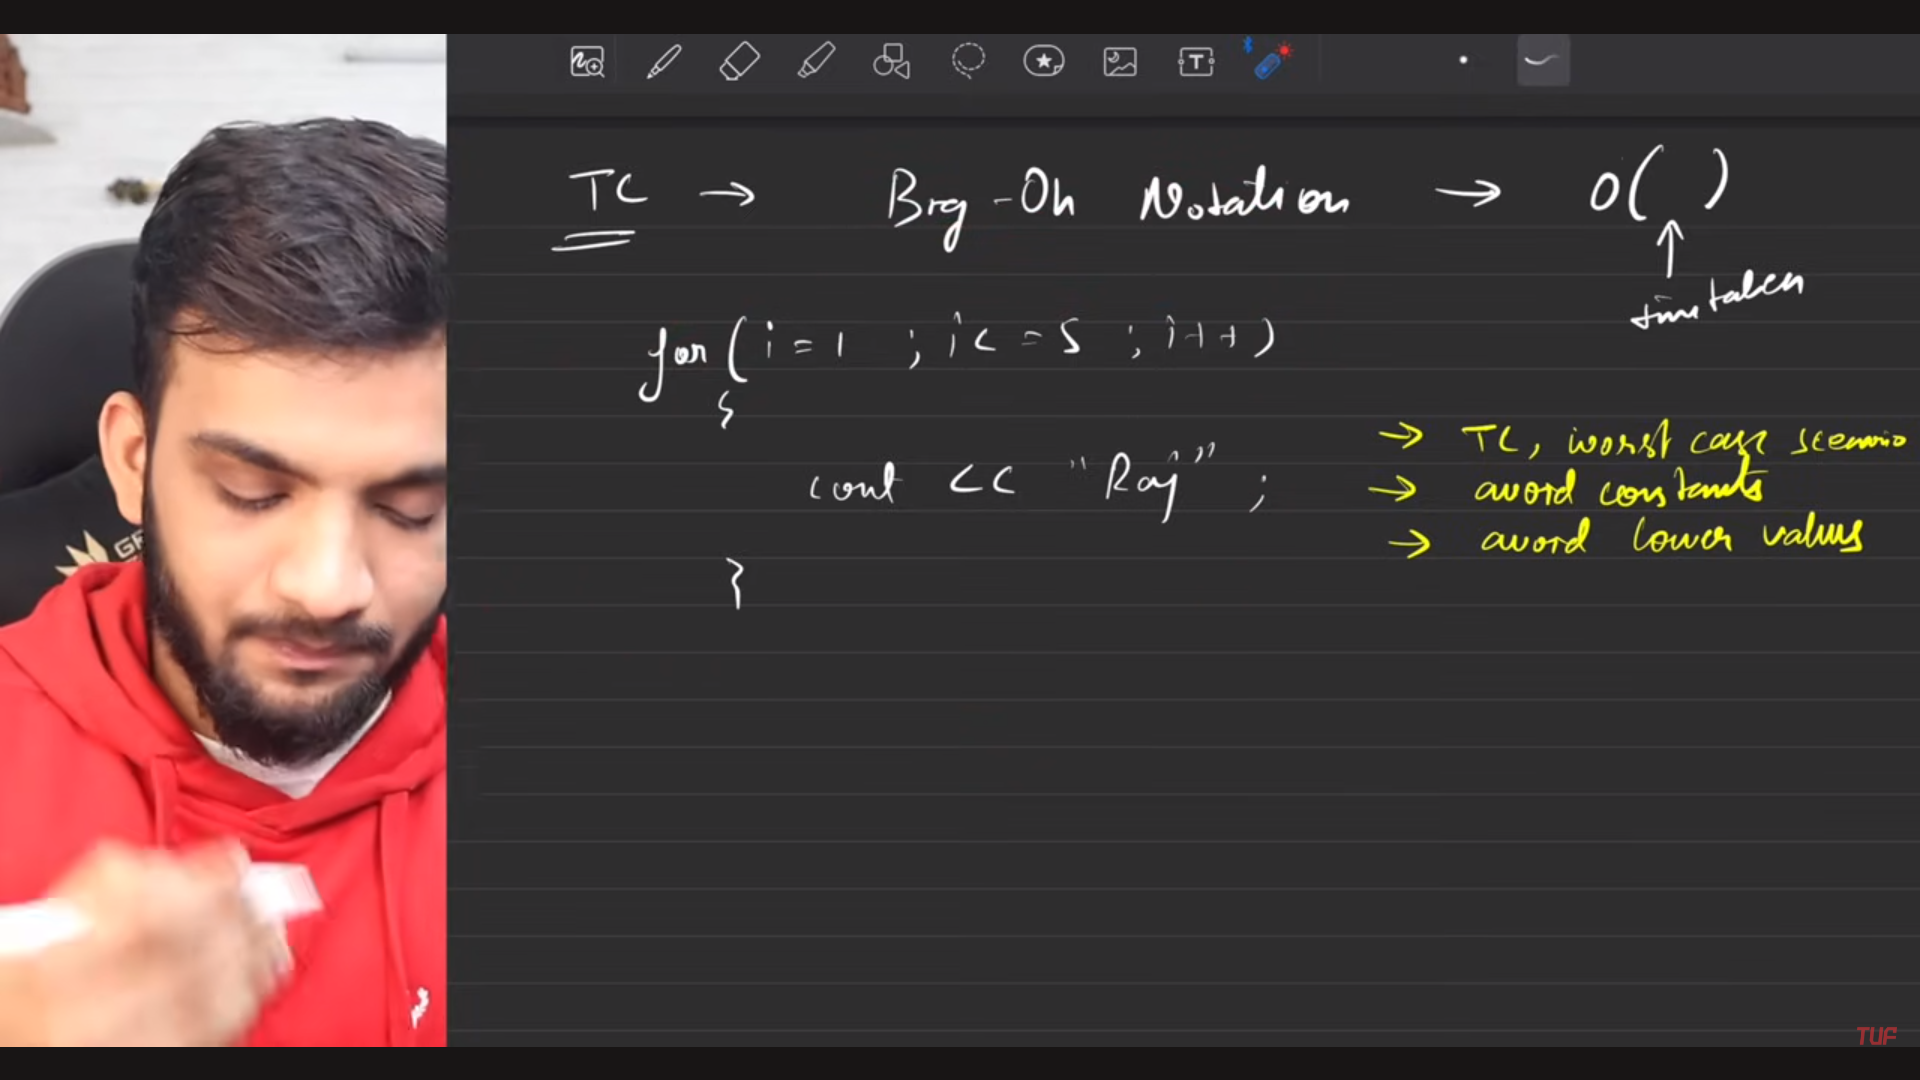 TC → Big-Oh Notation → O( )
↑
time taken
for(i=1 ; i<=5 ; i++)
{
cout << "Raj" ;
}
→ TC, worst case scenario
→ avoid constants
→ avoid lower values
TUF